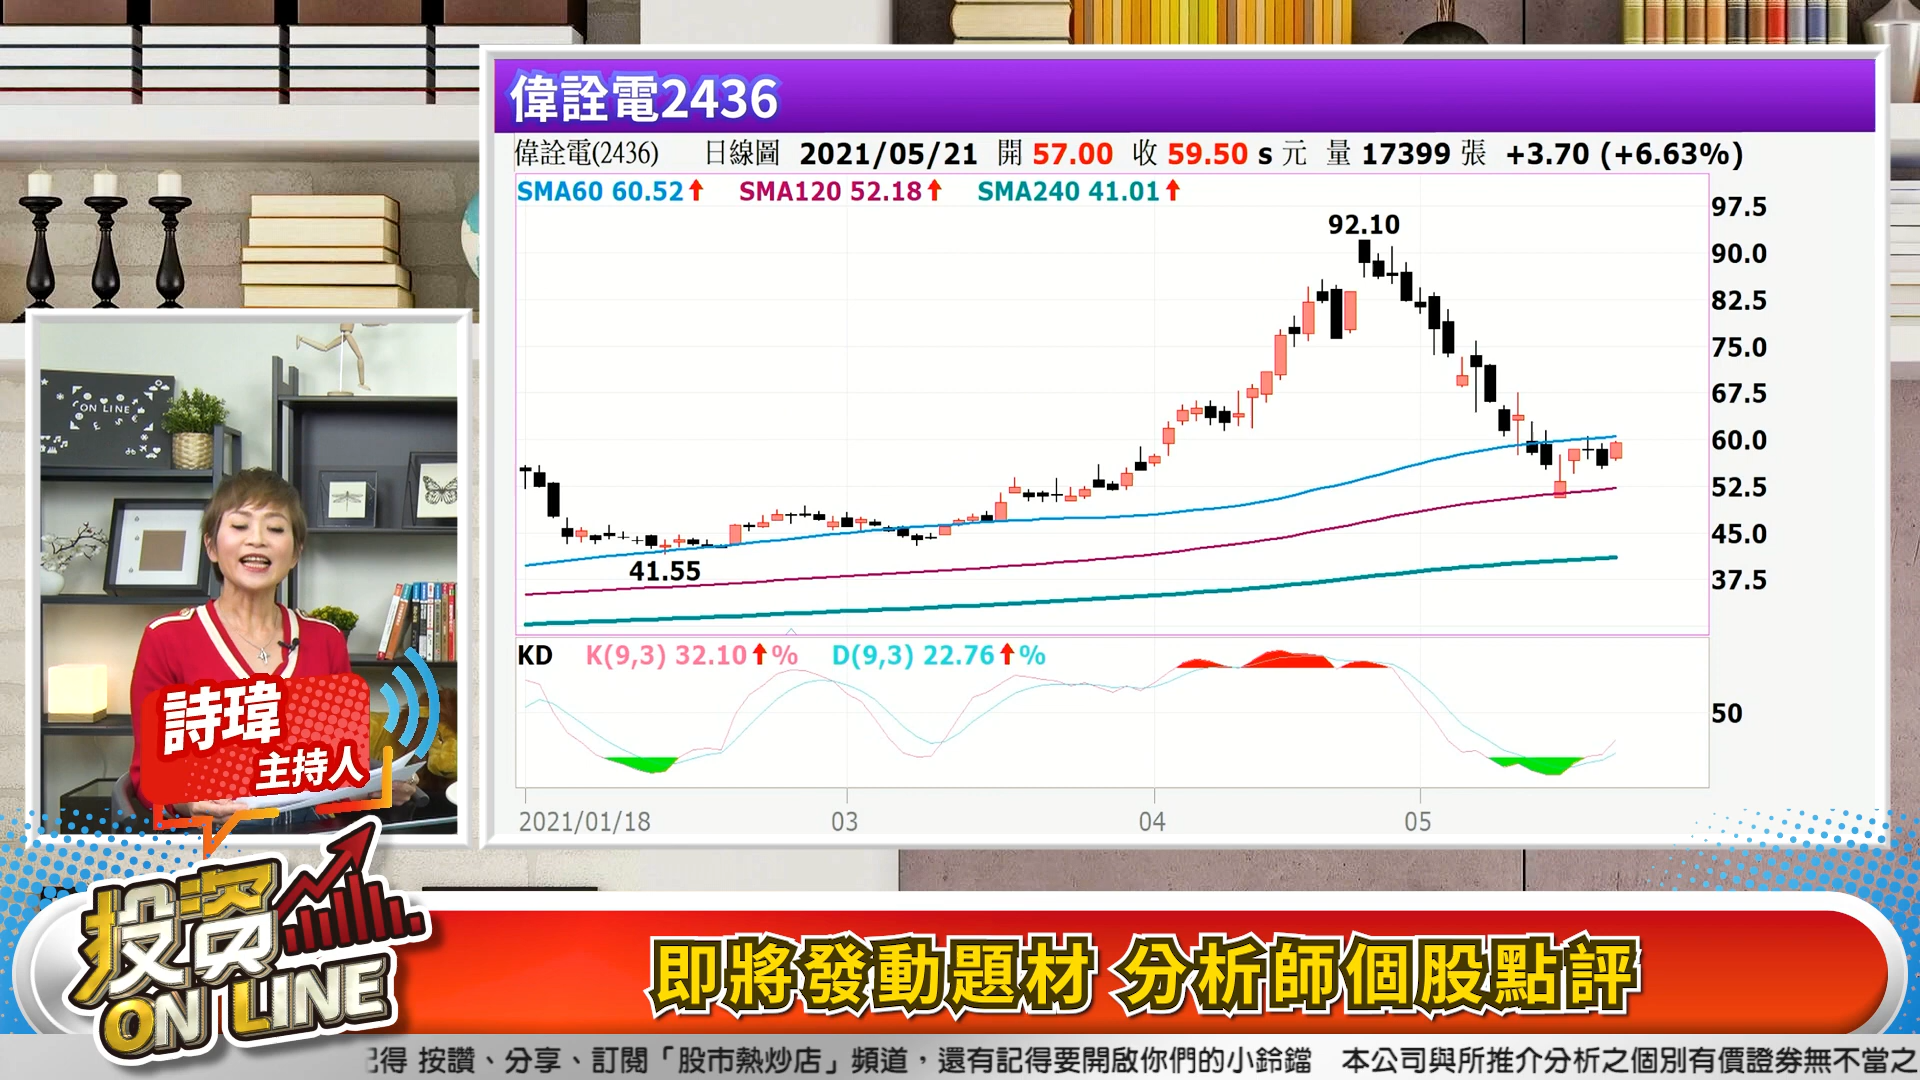 偉詮電2436
偉詮電(2436) 日線圖 2021/05/21 開 57.00 收 59.50 s 元 量 17399 張 +3.70 (+6.63%)
SMA60 60.52↑ SMA120 52.18↑ SMA240 41.01↑
97.5
92.10
90.0
82.5
75.0
67.5
60.0
52.5
45.0
41.55
37.5
KD K(9,3) 32.10↑% D(9,3) 22.76↑%
50
2021/01/18 03 04 05
ON LINE
詩瑋
主持人
投資
ON LINE
即將發動題材 分析師個股點評
記得 按讚、分享、訂閱「股市熱炒店」頻道，還有記得要開啟你們的小鈴鐺 本公司與所推介分析之個別有價證券無不當之